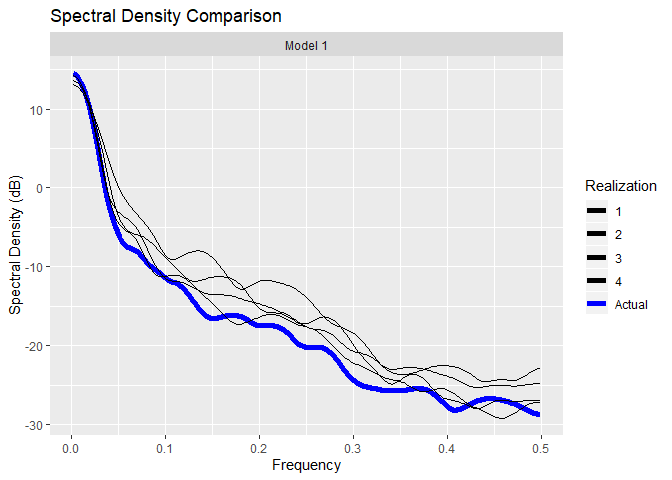 Spectral Density Comparison
Model 1
10
0
-10
-20
-30
Spectral Density (dB)
0.0 0.1 0.2 0.3 0.4 0.5
Frequency
Realization
1
2
3
4
Actual